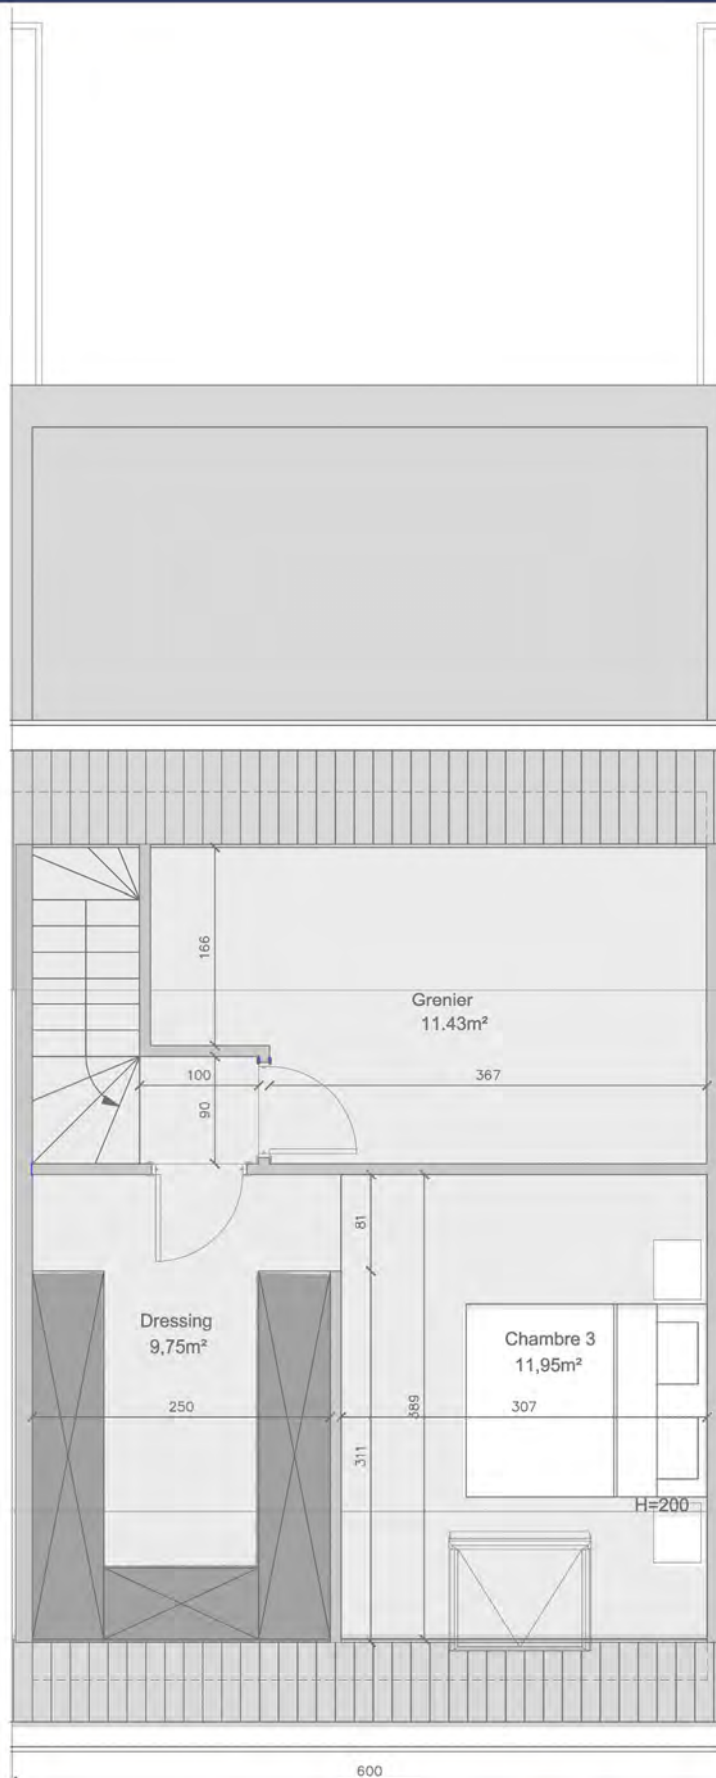 166
Grenier
11.43m²
100
367
90
81
Dressing
9,75m²
Chambre 3
11,95m²
250
389
307
311
H=200
600